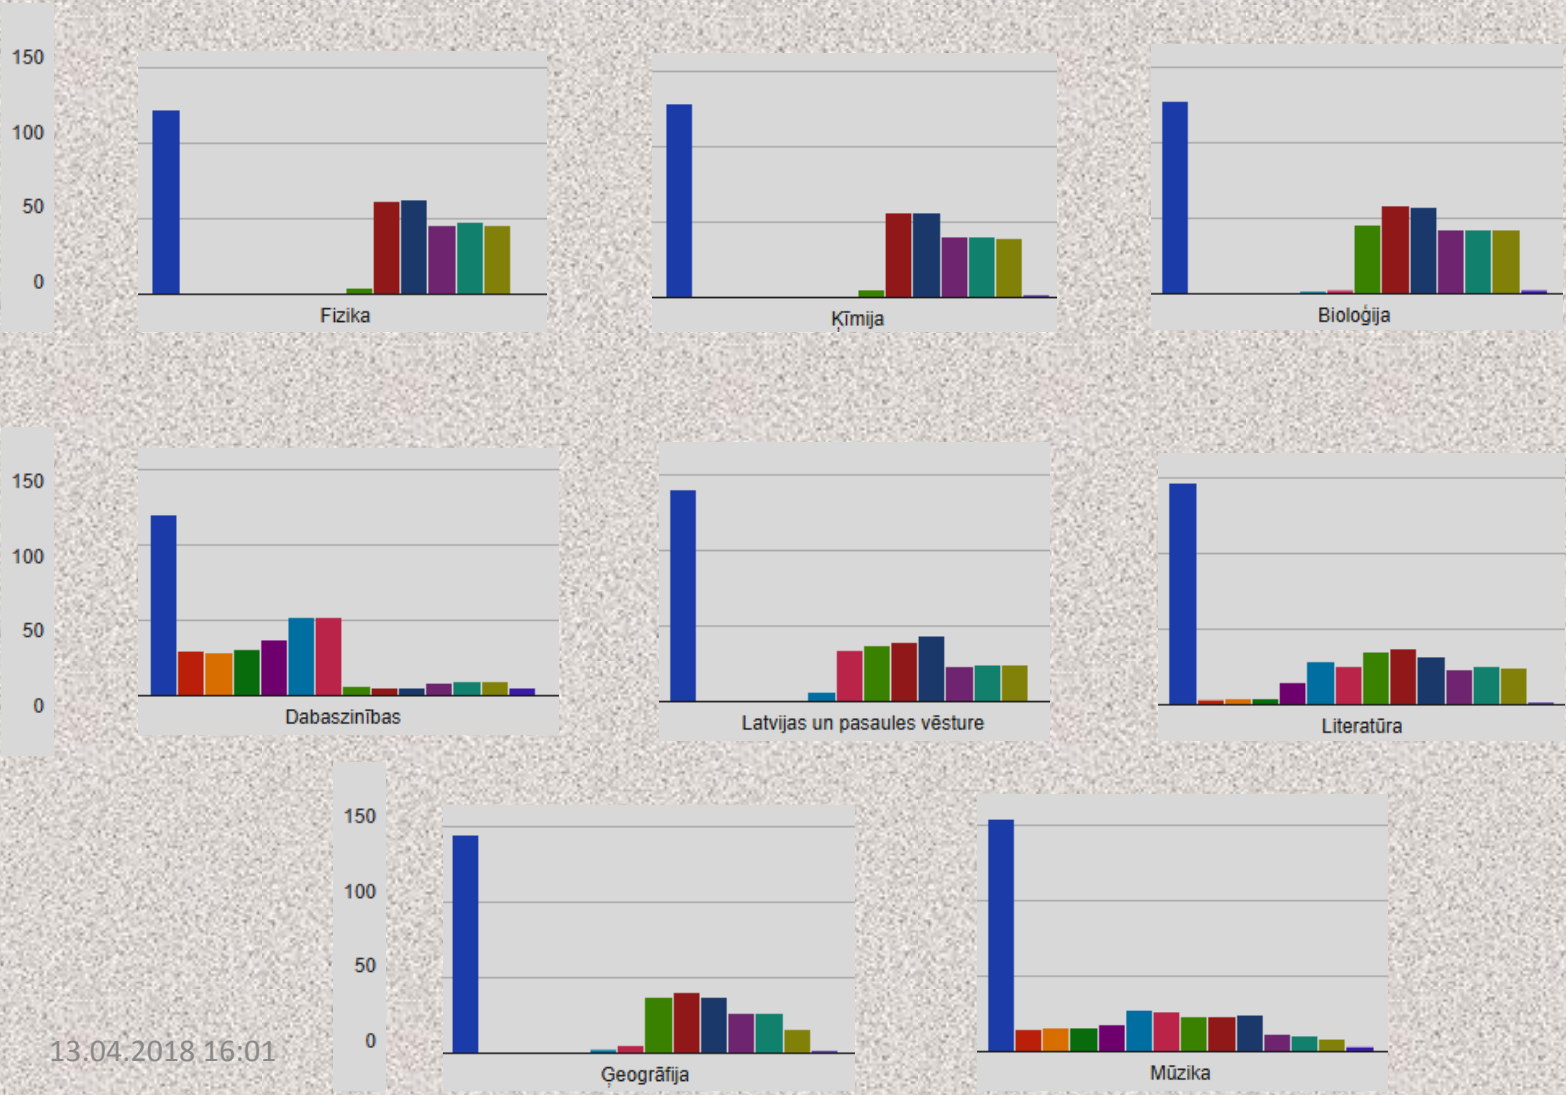 150
100
50
0
Fizika
Ķīmija
Bioloģija
150
100
50
0
Dabaszinības
Latvijas un pasaules vēsture
Literatūra
150
100
50
0
Ģeogrāfija
Mūzika
13.04.2018 16:01